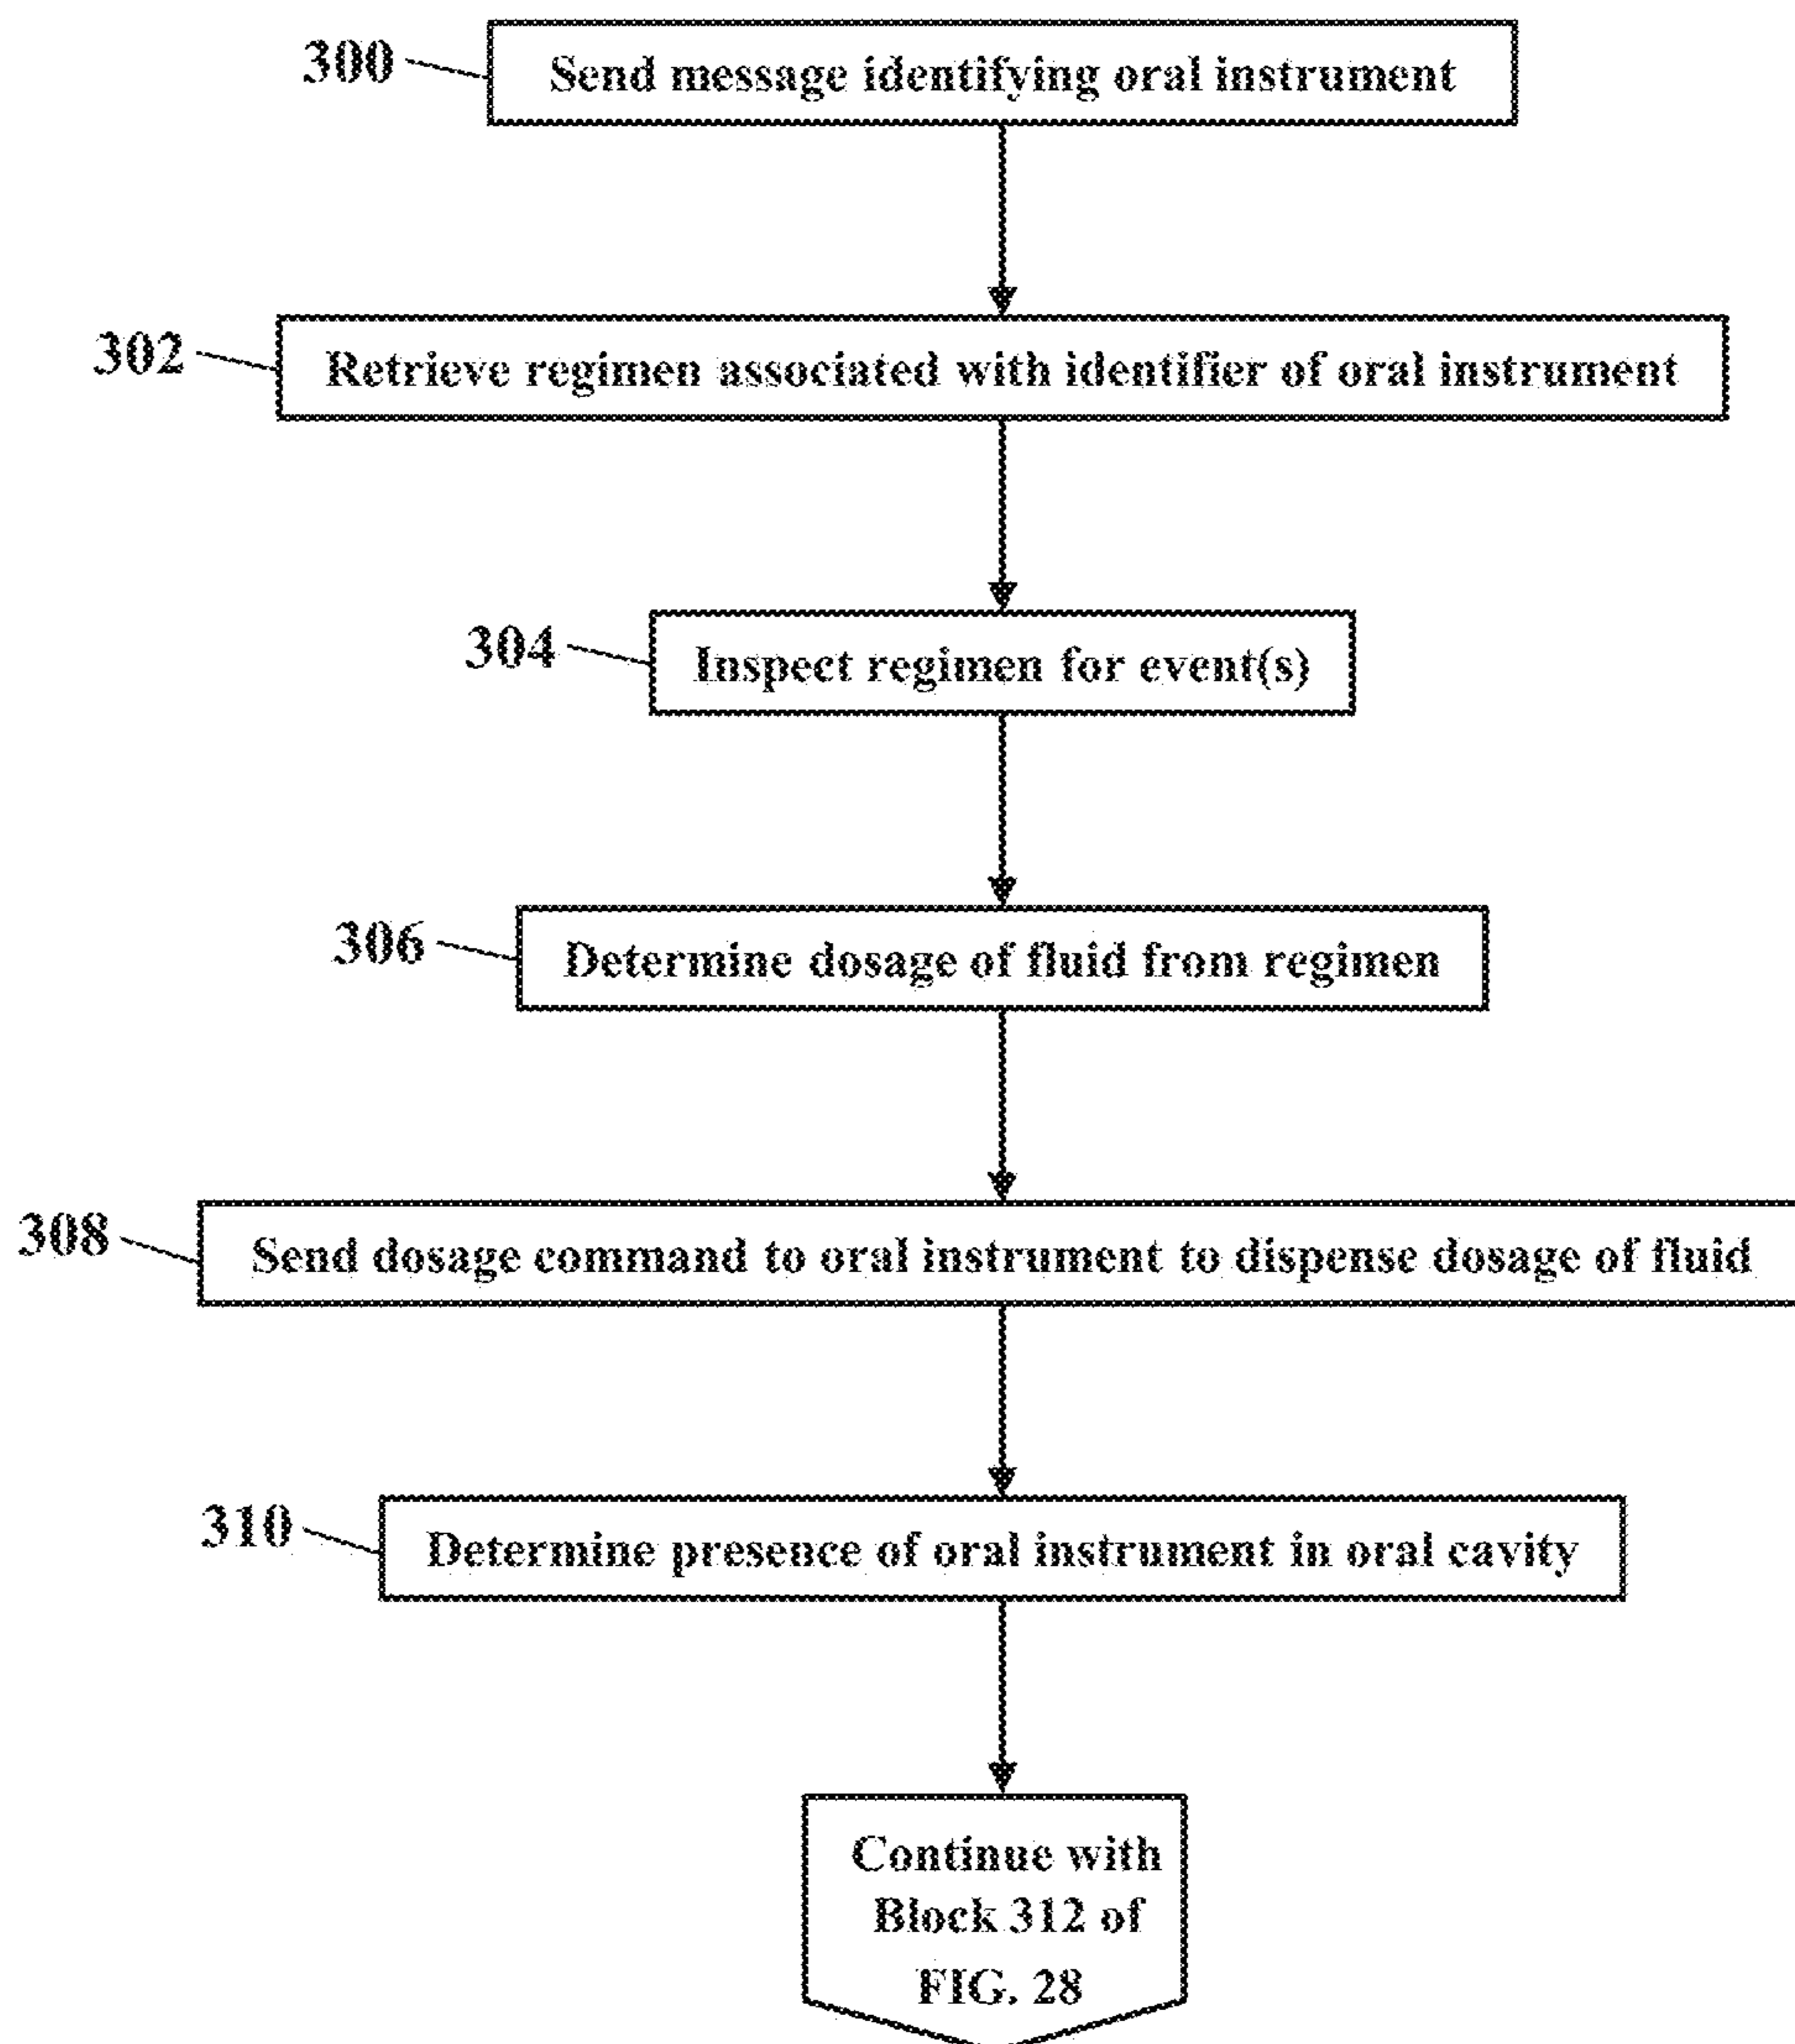 300
Send message identifying oral instrument
302
Retrieve regimen associated with identifier of oral instrument
304
Inspect regimen for event(s)
306
Determine dosage of fluid from regimen
308
Send dosage command to oral instrument to dispense dosage of fluid
310
Determine presence of oral instrument in oral cavity
Continue with
Block 312 of
FIG. 28